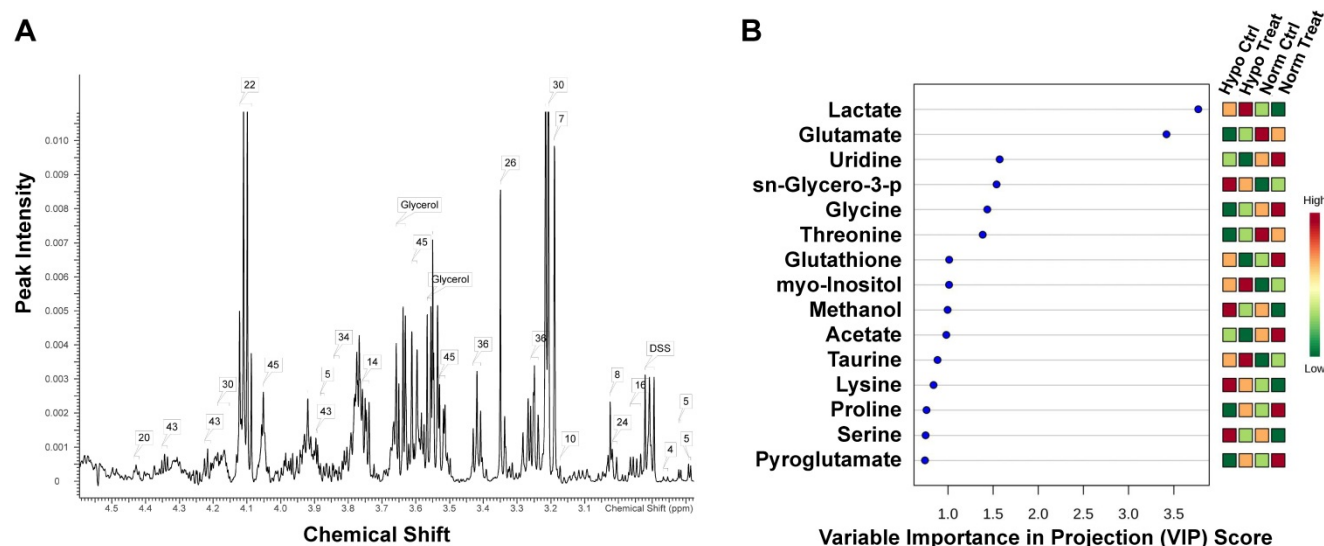 A
22
30
7
26
Glycerol
45
Glycerol
34
5
14
45
36
36
DSS
30
45
43
43
20
8
16
24
10
5
5
4
0.010
0.009
0.008
0.007
0.006
0.005
0.004
0.003
0.002
0.001
0
Peak Intensity
4.5 4.4 4.3 4.2 4.1 4.0 3.9 3.8 3.7 3.6 3.5 3.4 3.3 3.2 3.1 Chemical Shift (ppm)
Chemical Shift
B
Hypo Ctrl
Hypo Treat
Norm Ctrl
Norm Treat
Lactate
Glutamate
Uridine
sn-Glycero-3-p
Glycine
Threonine
Glutathione
myo-Inositol
Methanol
Acetate
Taurine
Lysine
Proline
Serine
Pyroglutamate
High
Low
1.0 1.5 2.0 2.5 3.0 3.5
Variable Importance in Projection (VIP) Score